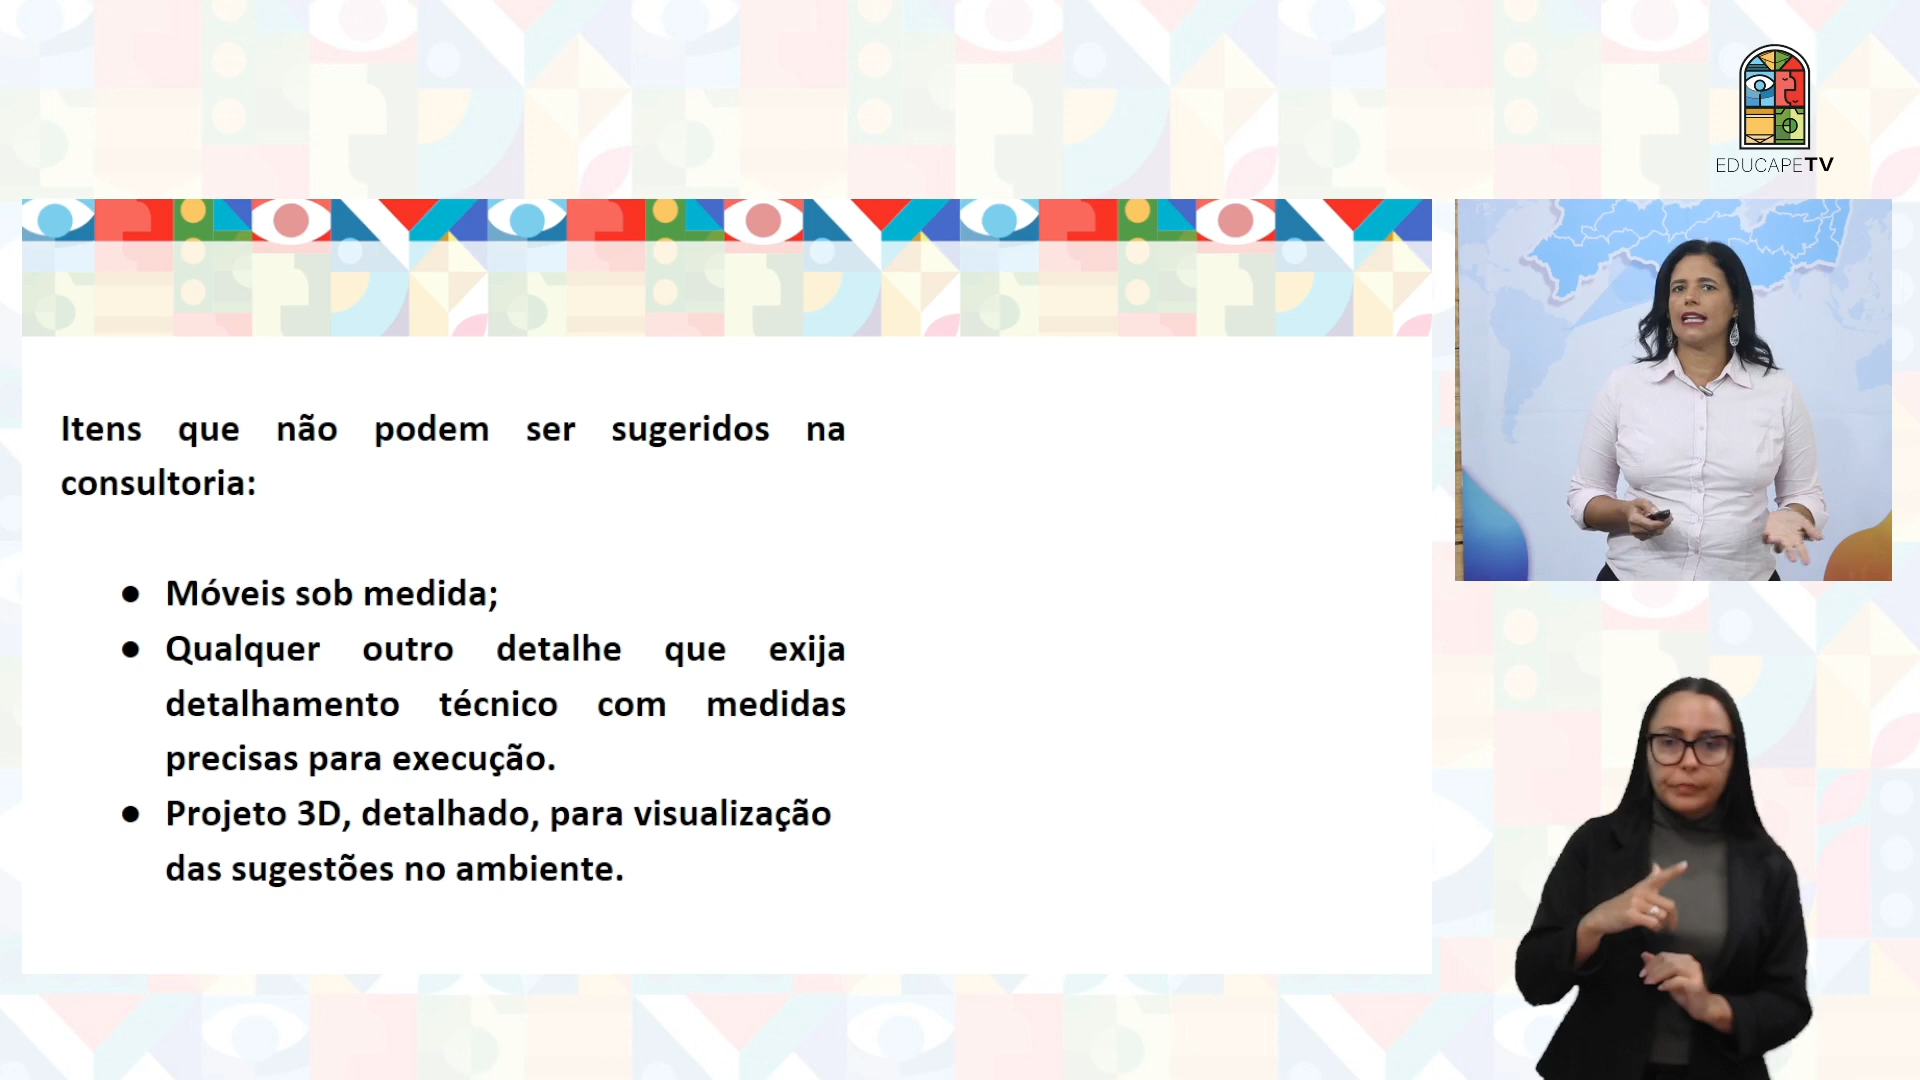 EDUCAPETV
Itens que não podem ser sugeridos na
consultoria:
● Móveis sob medida;
● Qualquer outro detalhe que exija
detalhamento técnico com medidas
precisas para execução.
● Projeto 3D, detalhado, para visualização
das sugestões no ambiente.